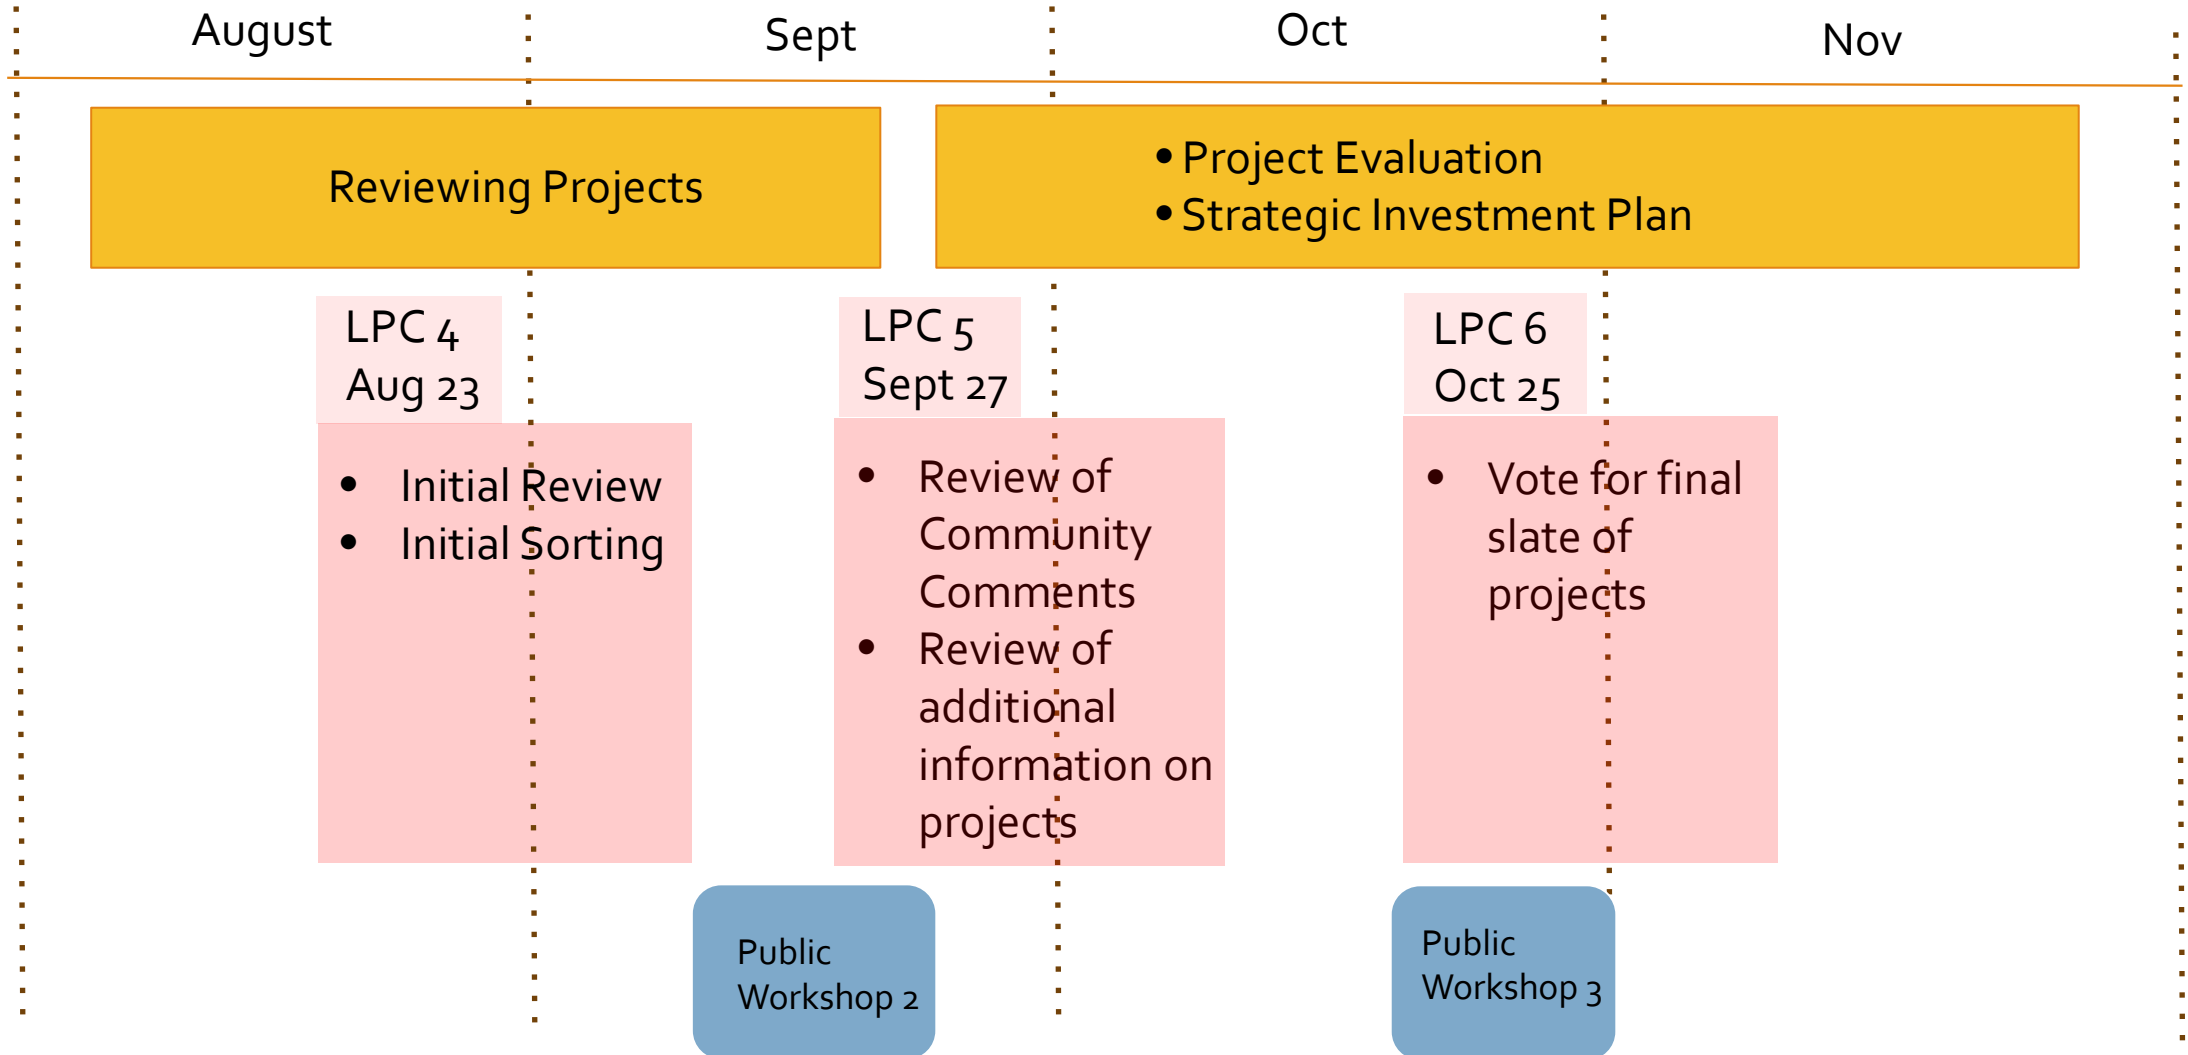 August
Sept
Oct
Nov
Reviewing Projects
• Project Evaluation
• Strategic Investment Plan
LPC 4
Aug 23
• Initial Review
• Initial Sorting
LPC 5
Sept 27
• Review of
Community
Comments
• Review of
additional
information on
projects
LPC 6
Oct 25
• Vote for final
slate of
projects
Public
Workshop 2
Public
Workshop 3